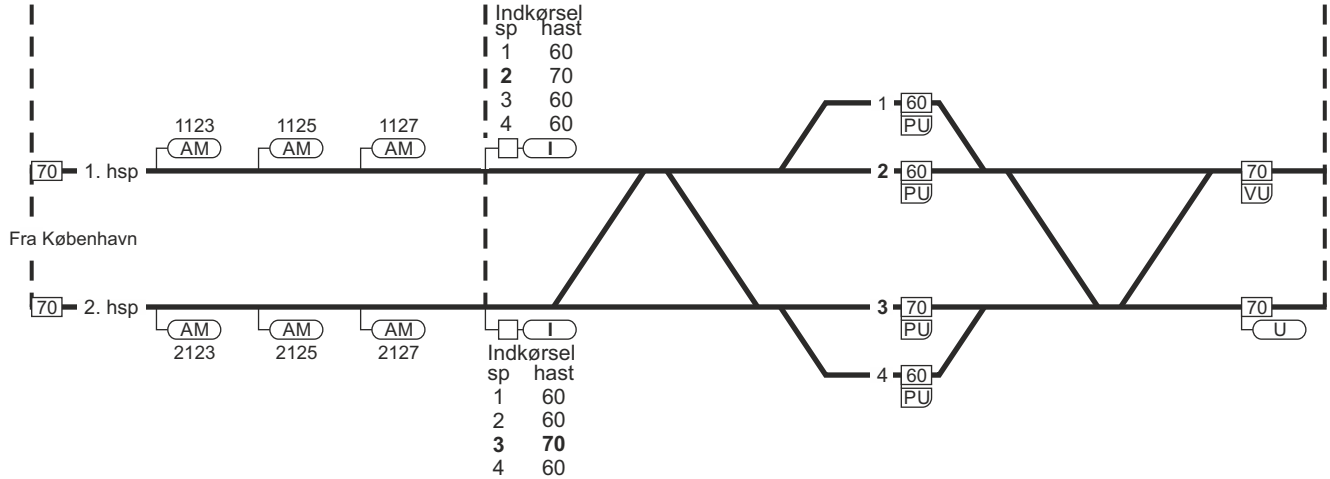 Indkørsel
sp hast
1 60
2 70
3 60
4 60
1 60
PU
1123 1125 1127
AM AM AM I
70 1. hsp 2 60 70
PU VU
Fra København
70 2. hsp 3 70 70
AM AM AM I PU U
2123 2125 2127
Indkørsel
sp hast
1 60
2 60
3 70
4 60
4 60
PU